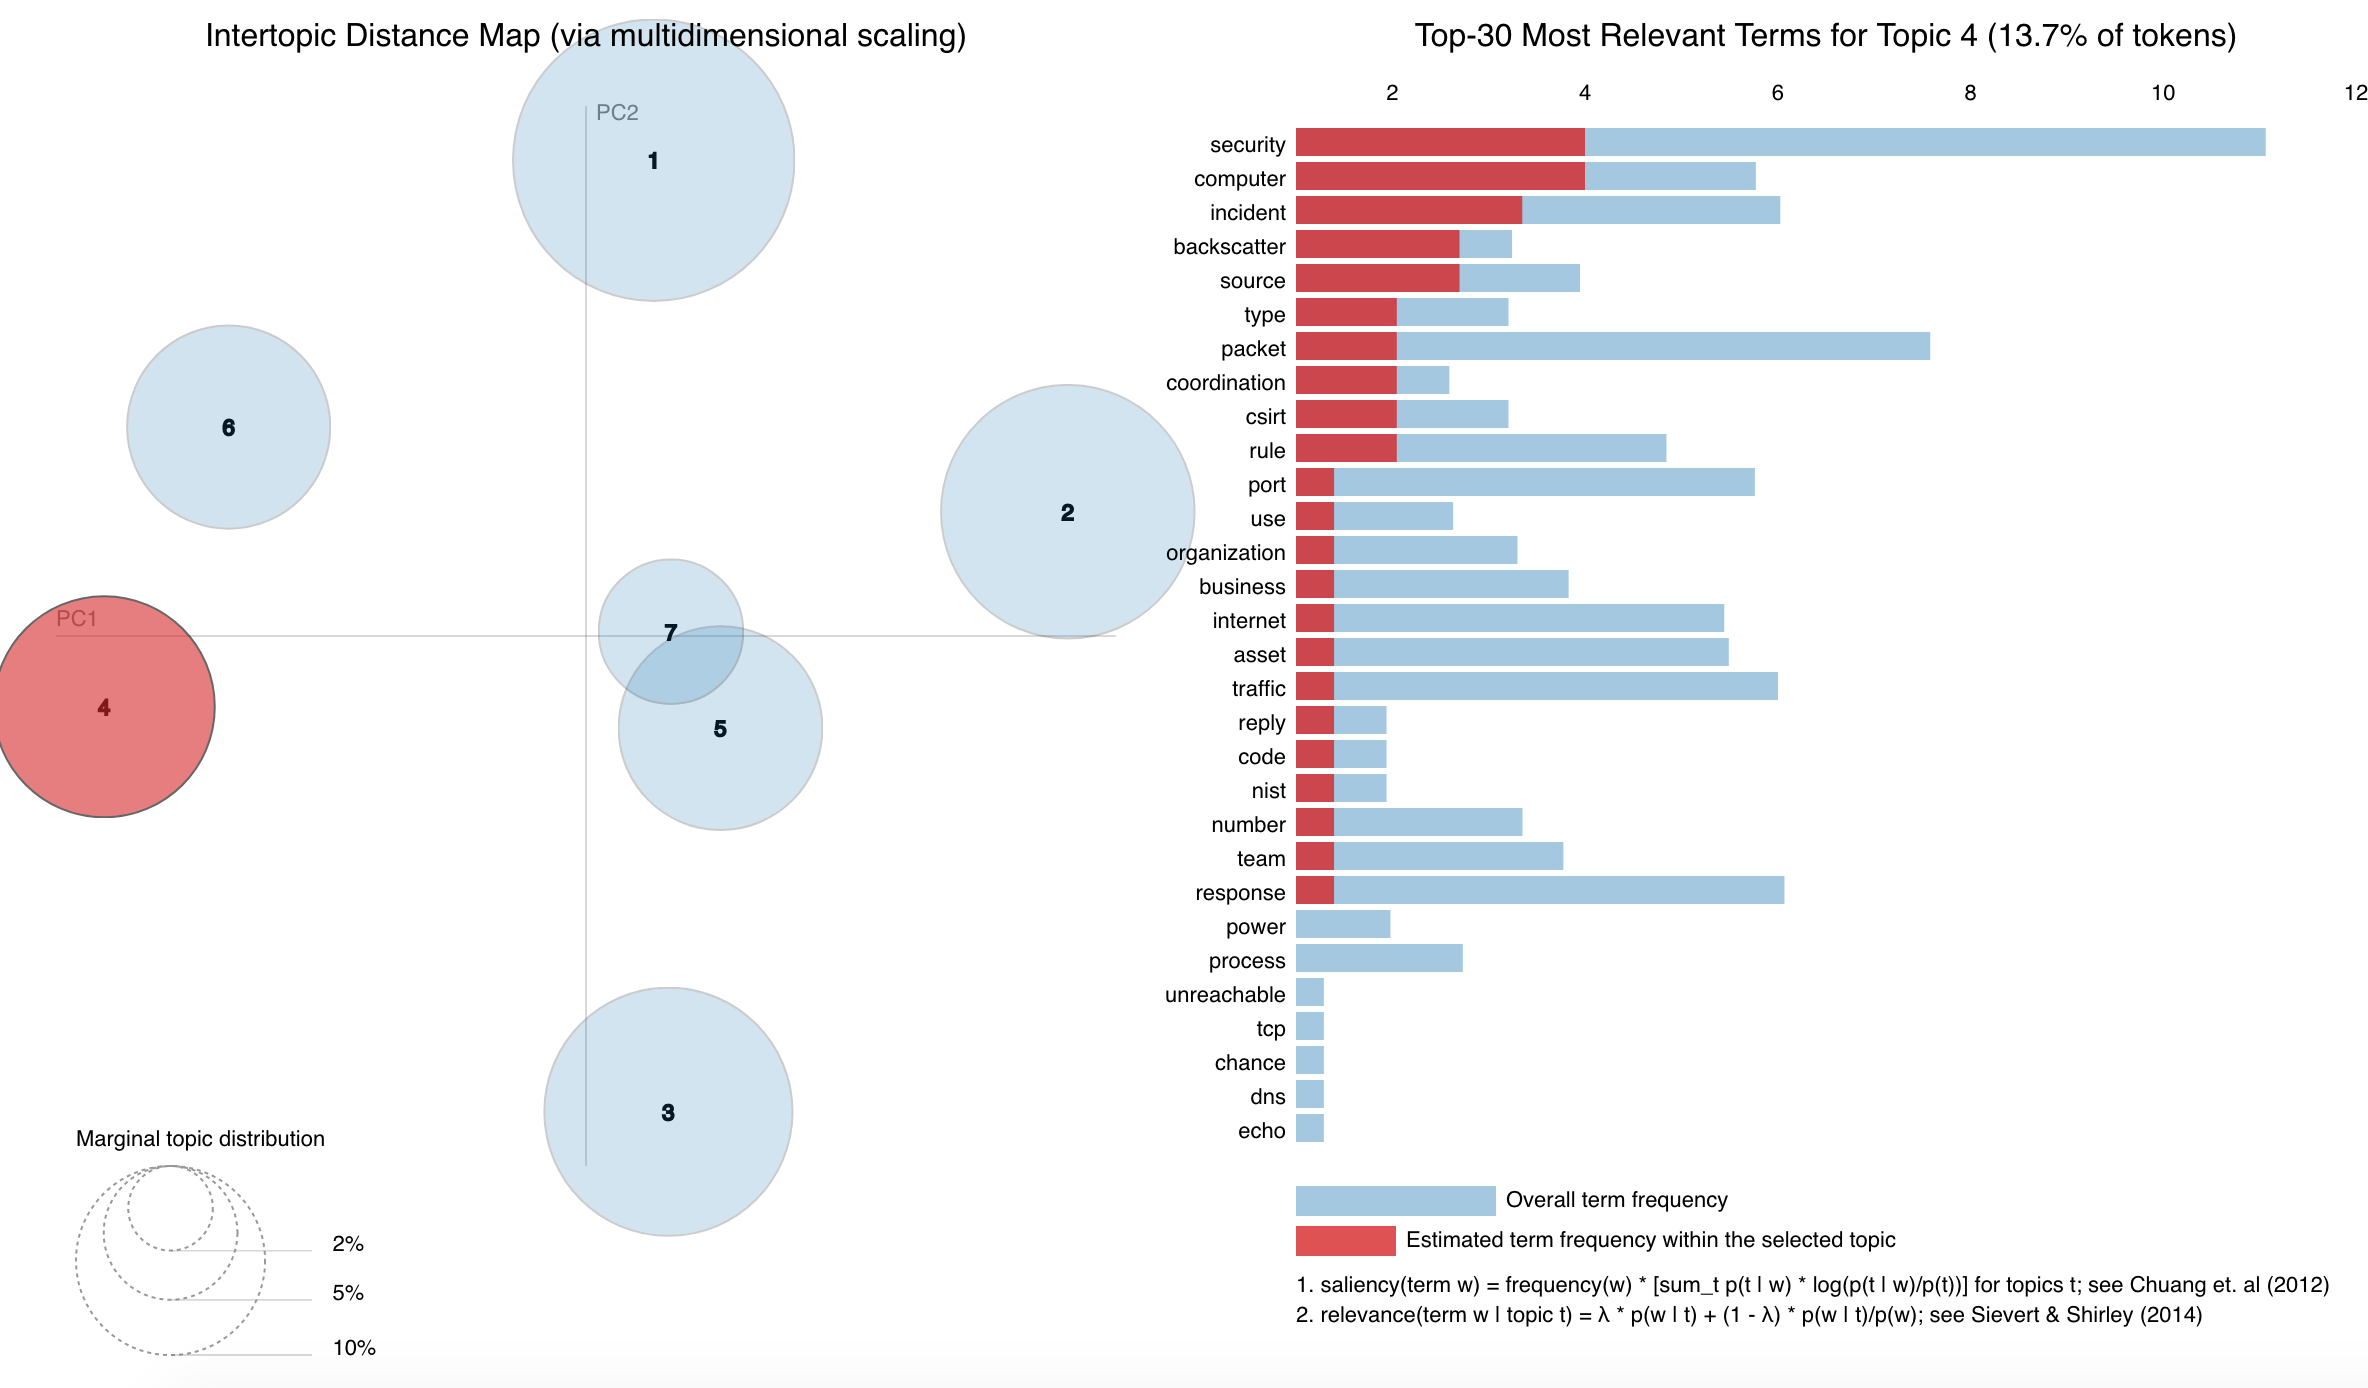 Intertopic Distance Map (via multidimensional scaling)
PC2
1
6
2
7
PC1
4
5
3
Marginal topic distribution
2%
5%
10%
Top-30 Most Relevant Terms for Topic 4 (13.7% of tokens)
2 4 6 8 10 12
security
computer
incident
backscatter
source
type
packet
coordination
csirt
rule
port
use
organization
business
internet
asset
traffic
reply
code
nist
number
team
response
power
process
unreachable
tcp
chance
dns
echo
Overall term frequency
Estimated term frequency within the selected topic
1. saliency(term w) = frequency(w) * [sum_t p(t | w) * log(p(t | w)/p(t))] for topics t; see Chuang et. al (2012)
2. relevance(term w | topic t) = λ * p(w | t) + (1 - λ) * p(w | t)/p(w); see Sievert & Shirley (2014)